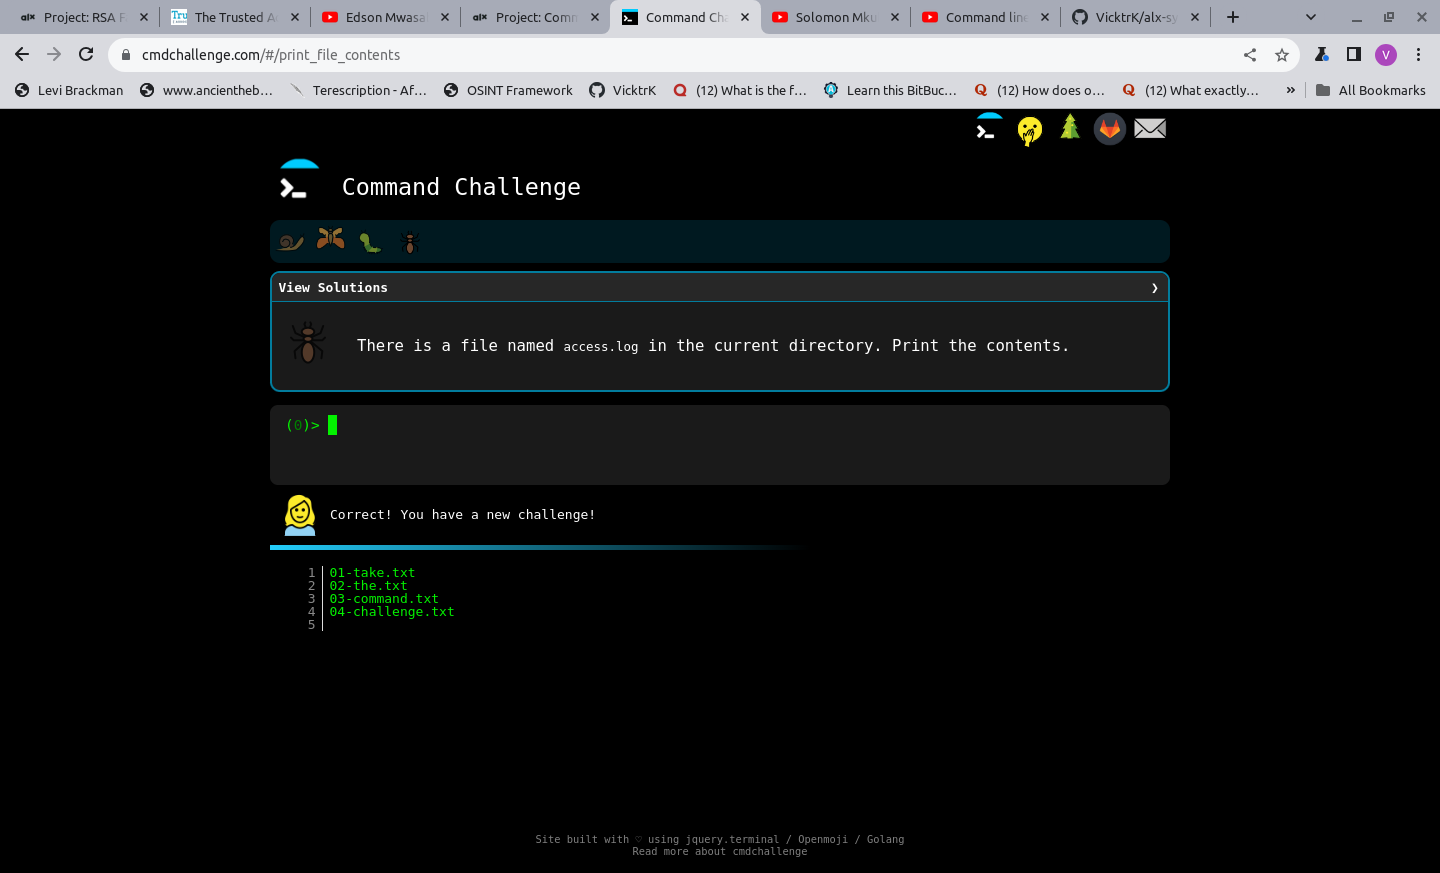 alx Project: RSA F
Tru The Trusted A
Edson Mwasa
alx Project: Comm
Command Cha
Solomon Mku
Command line
VicktrK/alx-sy
cmdchallenge.com/#/print_file_contents
V
Levi Brackman
www.ancientheb…
Terescription - Af…
OSINT Framework
VicktrK
(12) What is the f…
Learn this BitBuc…
(12) How does o…
(12) What exactly…
»
All Bookmarks
Command Challenge
View Solutions ❯
There is a file named access.log in the current directory. Print the contents.
(0)>
Correct! You have a new challenge!
1 01-take.txt
2 02-the.txt
3 03-command.txt
4 04-challenge.txt
5
Site built with ♡ using jquery.terminal / Openmoji / Golang
Read more about cmdchallenge